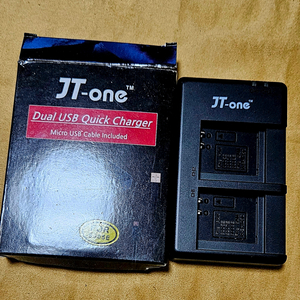 JT-one™
Dual USB Quick Charger
Micro USB Cable Included
JT-one™